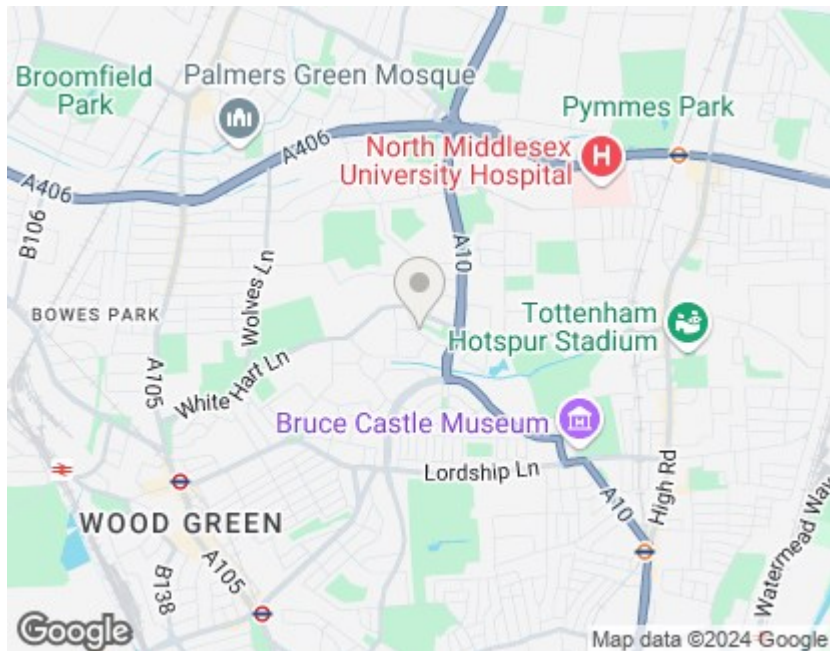 Broomfield
Park
Palmers Green Mosque
Pymmes Park
A406
North Middlesex
University Hospital
H
A406
B106
Wolves Ln
A10
BOWES PARK
Tottenham
Hotspur Stadium
A105
White Hart Ln
Bruce Castle Museum
Lordship Ln
High Rd
A10
WOOD GREEN
A105
B138
Watermead Way
Google
Map data ©2024 Google